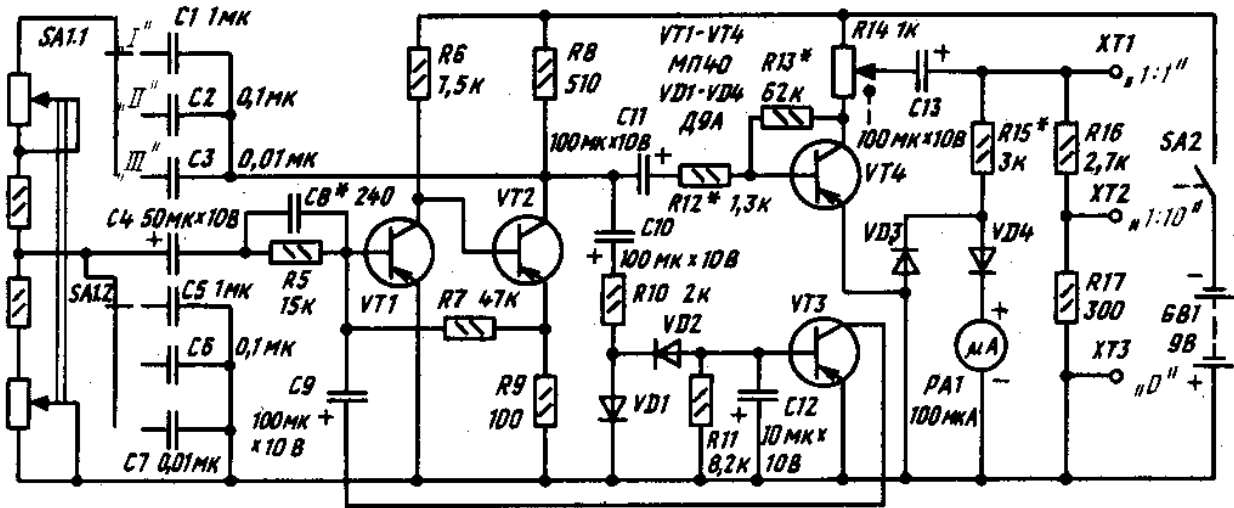 C1 1мк
SA1.1
„I"
C2 0,1мк
„II"
C3 0,01мк
„III"
C4 50мк×10В
C8* 240
R5
15к
VT1
SA1.2
C5 1мк
C6 0,1мк
C7 0,01мк
C9
100мк
×10В
R6
7,5к
R8
510
VT2
R7 47к
R9
100
C11
100мк×10В
R12* 1,3к
C10
100мк×10В
R10 2к
VD2
VD1
R11
8,2к
C12
10мк×
10В
VT3
VT1-VT4
МП40
VD1-VD4
Д9А
R13*
62к
R14 1к
C13
100мк×10В
VT4
VD3
VD4
R15*
3к
μA
+
−
PA1
100мкА
R16
2,7к
R17
300
XT1
„1:1"
XT2
„1:10"
XT3
„0"
SA2
−
GB1
9В
+